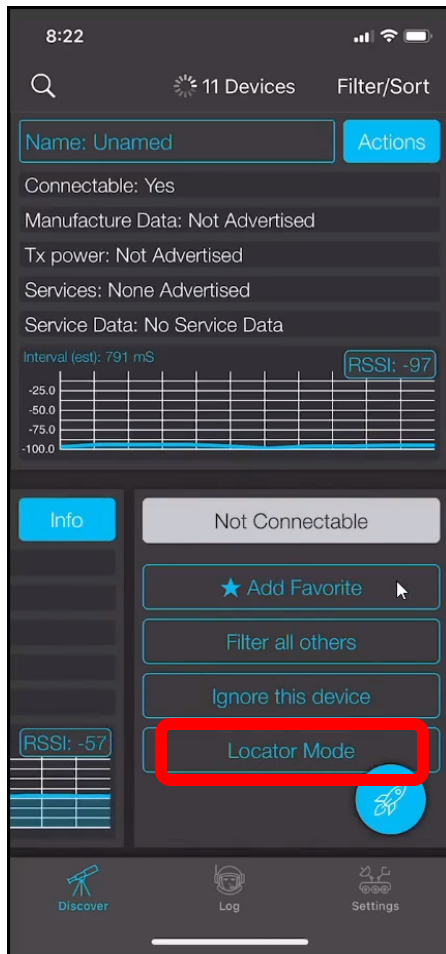 8:22
11 Devices
Filter/Sort
Name: Unamed
Actions
Connectable: Yes
Manufacture Data: Not Advertised
Tx power: Not Advertised
Services: None Advertised
Service Data: No Service Data
Interval (est): 791 mS
RSSI: -97
-25.0
-50.0
-75.0
-100.0
Info
Not Connectable
★ Add Favorite
Filter all others
Ignore this device
RSSI: -57
Locator Mode
Discover
Log
Settings